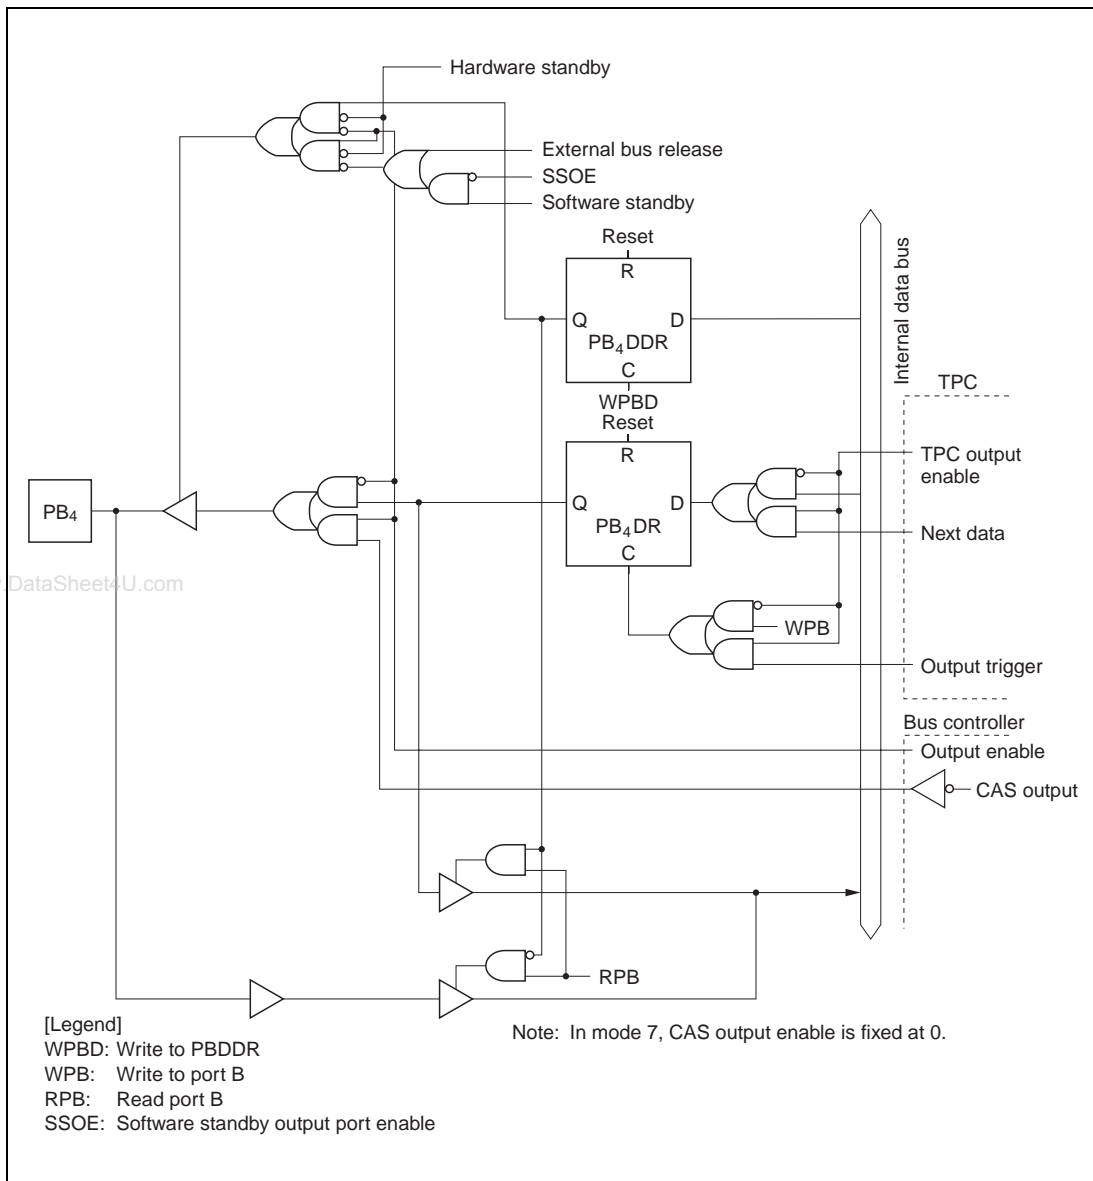 Hardware standby
External bus release
SSOE
Software standby
Reset
R
Q
D
PB4DDR
C
WPBD
Internal data bus
TPC
Reset
R
Q
D
PB4DR
C
TPC output
enable
Next data
PB4
.DataSheet4U.com
WPB
Output trigger
Bus controller
Output enable
CAS output
RPB
[Legend]
WPBD: Write to PBDDR
WPB: Write to port B
RPB: Read port B
SSOE: Software standby output port enable
Note: In mode 7, CAS output enable is fixed at 0.